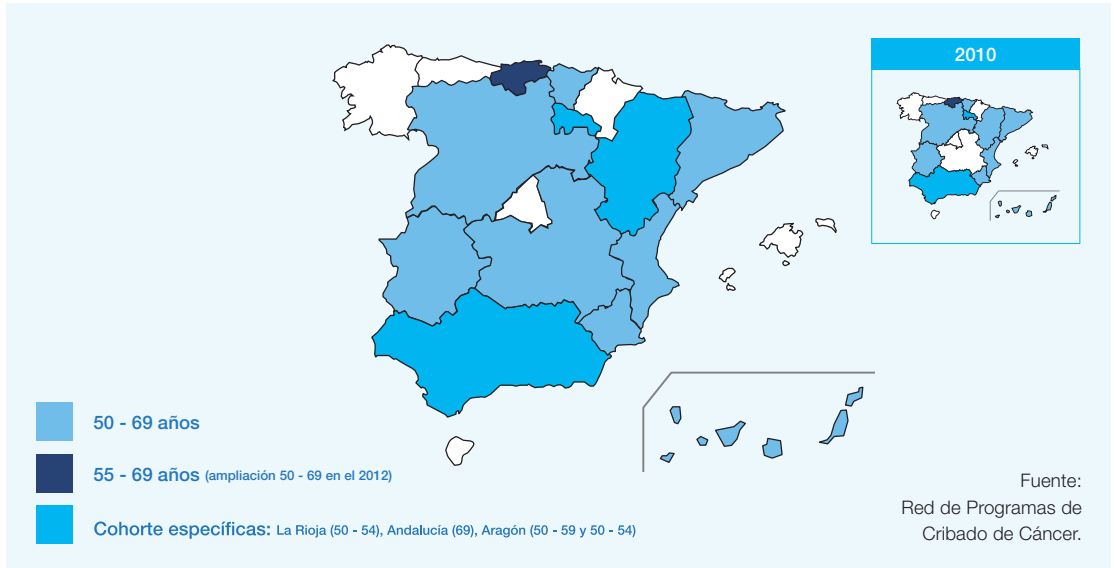 2010
50 - 69 años
55 - 69 años (ampliación 50 - 69 en el 2012)
Cohorte específicas: La Rioja (50 - 54), Andalucía (69), Aragón (50 - 59 y 50 - 54)
Fuente:
Red de Programas de
Cribado de Cáncer.